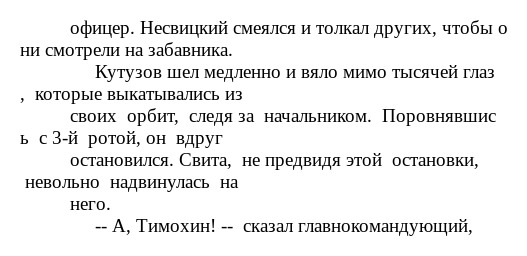 офицер. Несвицкий смеялся и толкал других, чтобы о
ни смотрели на забавника.
Кутузов шел медленно и вяло мимо тысячей глаз
, которые выкатывались из
своих орбит, следя за начальником. Поровнявшис
ь с 3-й ротой, он вдруг
остановился. Свита, не предвидя этой остановки,
невольно надвинулась на
него.
-- А, Тимохин! -- сказал главнокомандующий,